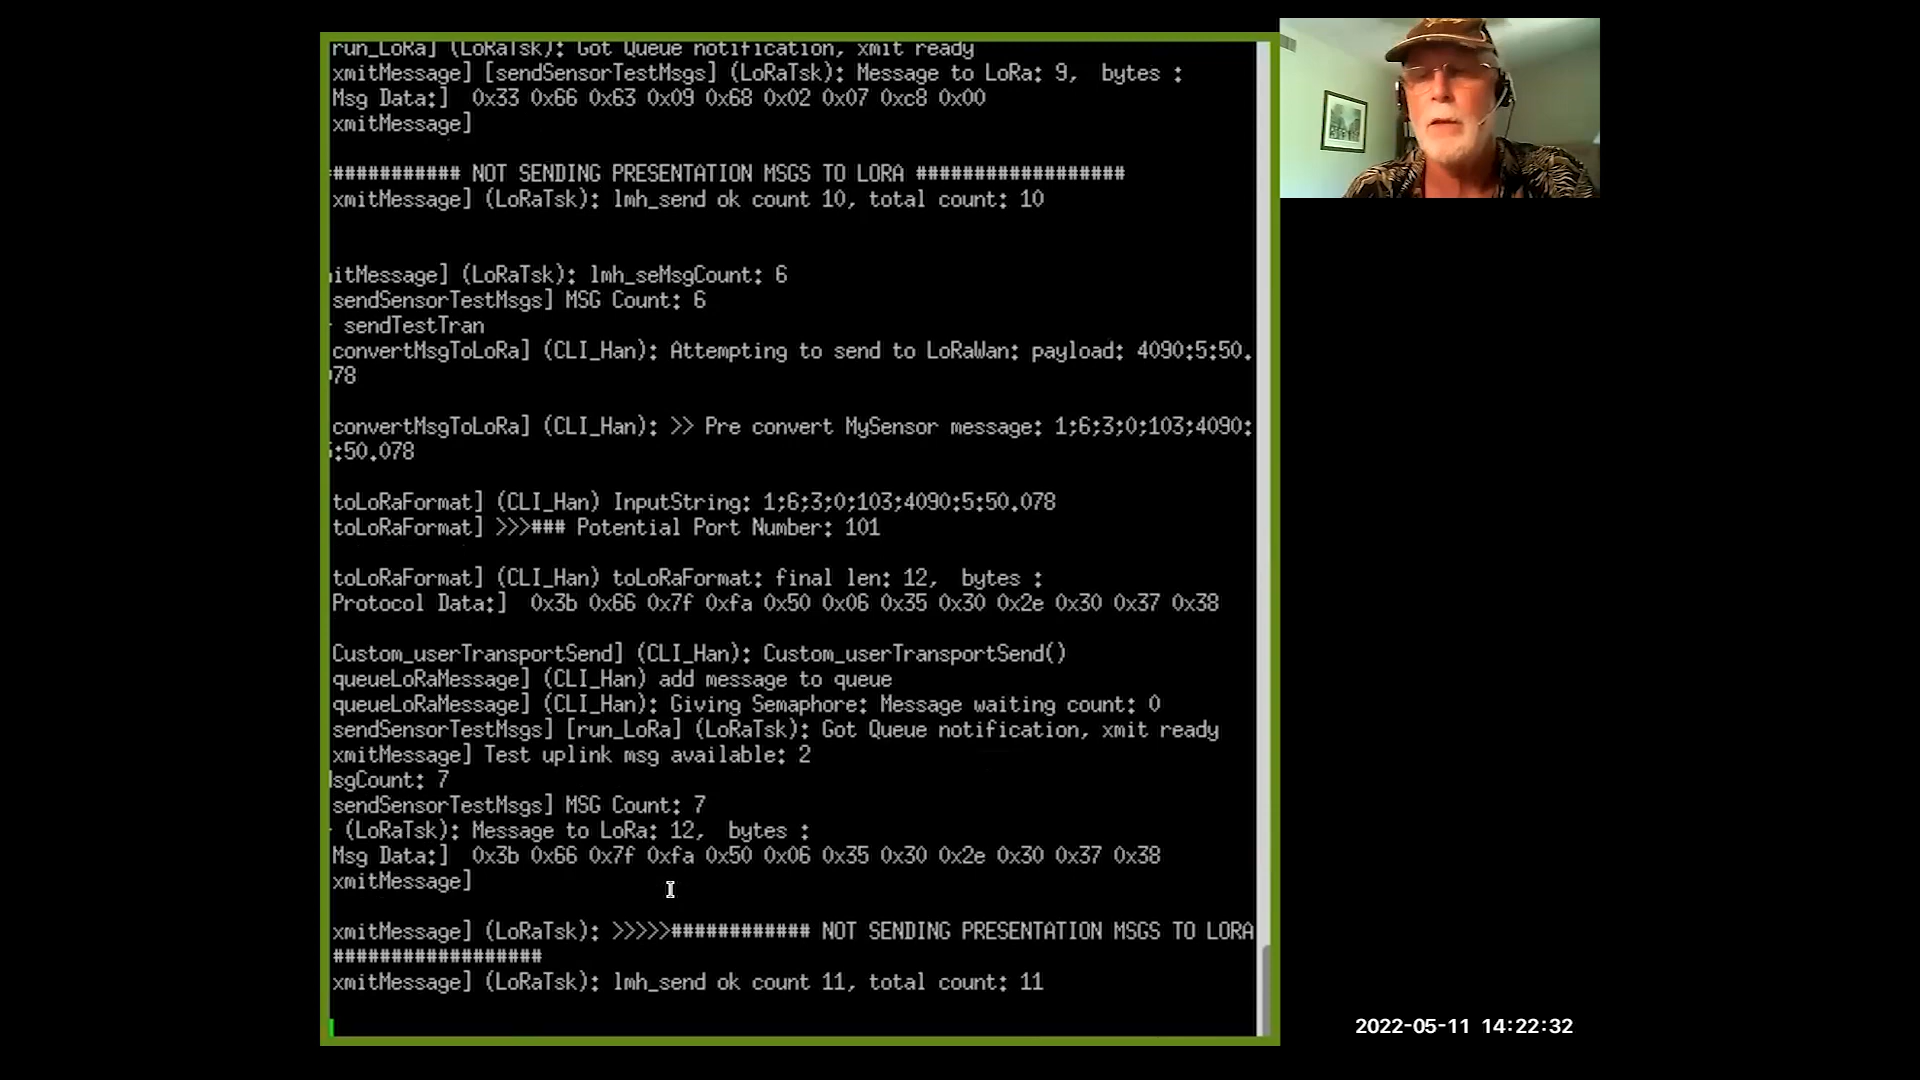 run_LoRa] (LoRaTsk): Got Queue notification, xmit ready
xmitMessage] [sendSensorTestMsgs] (LoRaTsk): Message to LoRa: 9,  bytes :
Msg Data:]  0x33 0x66 0x63 0x09 0x68 0x02 0x07 0xc8 0x00
xmitMessage]
########### NOT SENDING PRESENTATION MSGS TO LORA ##################
xmitMessage] (LoRaTsk): lmh_send ok count 10, total count: 10
itMessage] (LoRaTsk): lmh_seMsgCount: 6
sendSensorTestMsgs] MSG Count: 6
sendTestTran
convertMsgToLoRa] (CLI_Han): Attempting to send to LoRaWan: payload: 4090:5:50.
078
convertMsgToLoRa] (CLI_Han): >> Pre convert MySensor message: 1;6;3;0;103;4090:
:50.078
toLoRaFormat] (CLI_Han) InputString: 1;6;3;0;103;4090:5:50.078
toLoRaFormat] >>>### Potential Port Number: 101
toLoRaFormat] (CLI_Han) toLoRaFormat: final len: 12,  bytes :
Protocol Data:]  0x3b 0x66 0x7f 0xfa 0x50 0x06 0x35 0x30 0x2e 0x30 0x37 0x38
Custom_userTransportSend] (CLI_Han): Custom_userTransportSend()
queueLoRaMessage] (CLI_Han) add message to queue
queueLoRaMessage] (CLI_Han): Giving Semaphore: Message waiting count: 0
sendSensorTestMsgs] [run_LoRa] (LoRaTsk): Got Queue notification, xmit ready
xmitMessage] Test uplink msg available: 2
sgCount: 7
sendSensorTestMsgs] MSG Count: 7
(LoRaTsk): Message to LoRa: 12,  bytes :
Msg Data:]  0x3b 0x66 0x7f 0xfa 0x50 0x06 0x35 0x30 0x2e 0x30 0x37 0x38
xmitMessage]
xmitMessage] (LoRaTsk): >>>>>############ NOT SENDING PRESENTATION MSGS TO LORA
##################
xmitMessage] (LoRaTsk): lmh_send ok count 11, total count: 11
2022-05-11 14:22:32